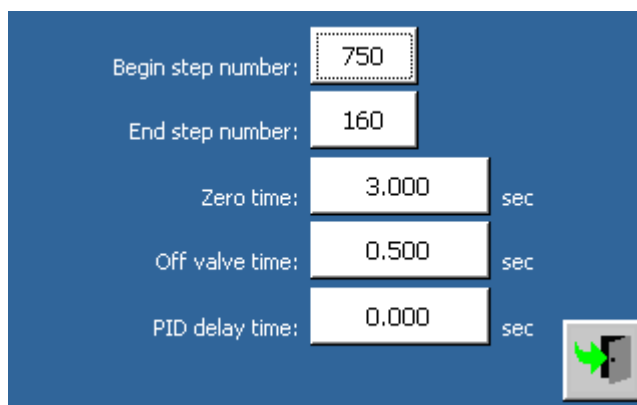 Begin step number: 750
End step number: 160
Zero time: 3.000 sec
Off valve time: 0.500 sec
PID delay time: 0.000 sec